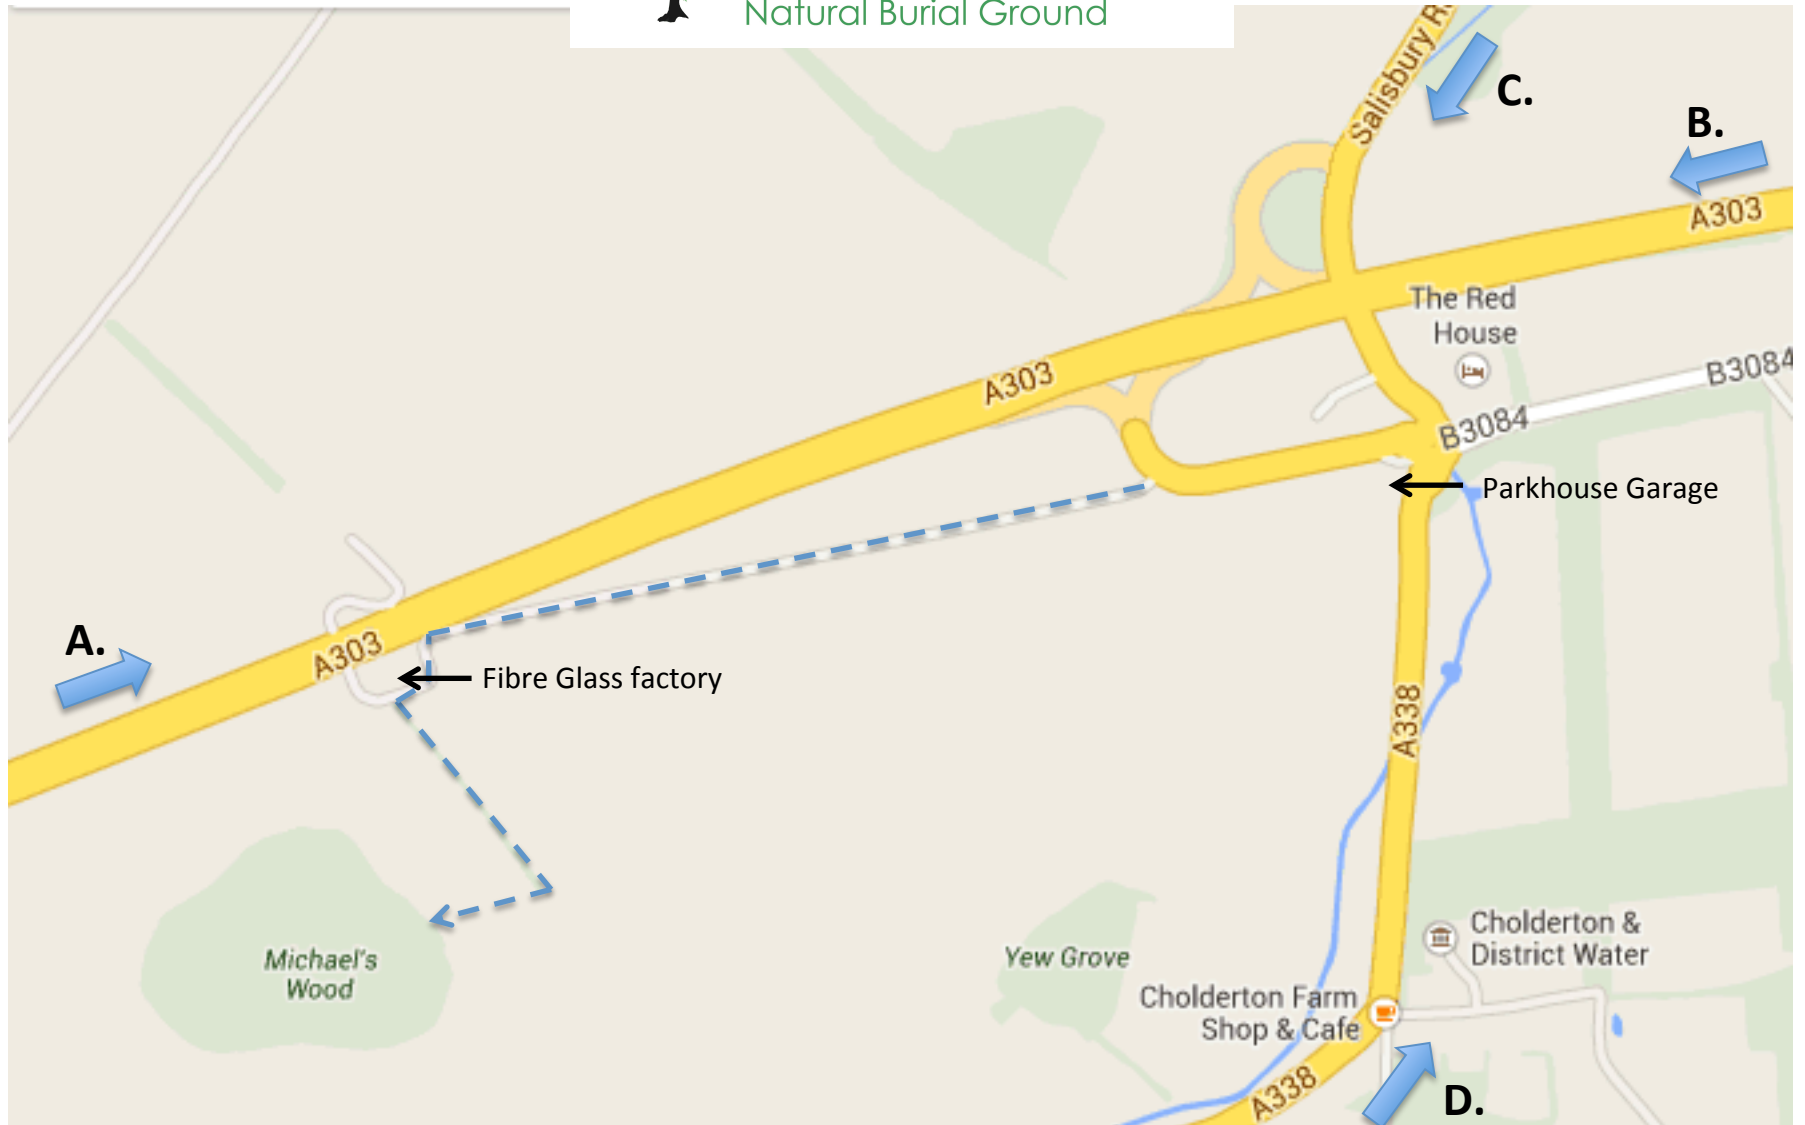 Natural Burial Ground
Salisbury R
C.
B.
A303
The Red
House
B3084
A303
B3084
Parkhouse Garage
A.
A303
Fibre Glass factory
A338
Michael's
Wood
Yew Grove
Cholderton &
District Water
Cholderton Farm
Shop & Cafe
A338
D.